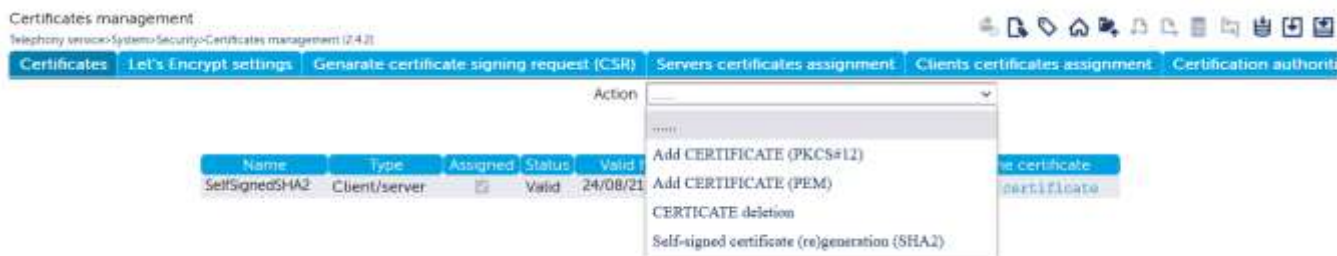 Certificates management
Telephony service>System>Security>Certificates management (2.4.2)
Certificates Let's Encrypt settings Genarate certificate signing request (CSR) Servers certificates assignment Clients certificates assignment Certification authoriti
Action ......
......
Add CERTIFICATE (PKCS#12)
Add CERTIFICATE (PEM)
CERTICATE deletion
Self-signed certificate (re)generation (SHA2)
Name Type Assigned Status Valid certificate
SelfSignedSHA2 Client/server Valid 24/08/21 certificate